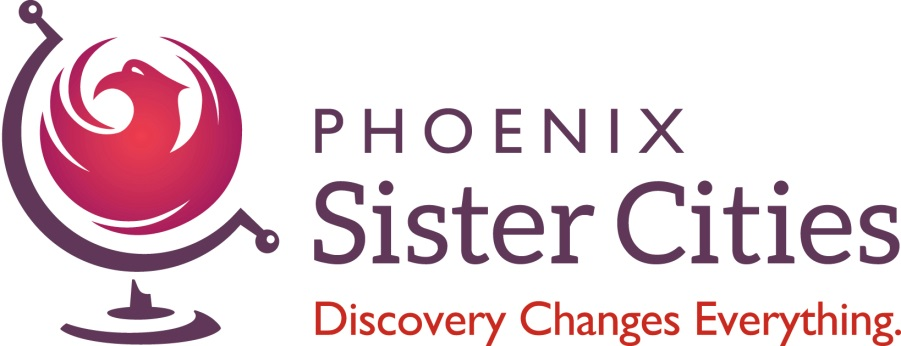 PHOENIX
Sister Cities
Discovery Changes Everything.